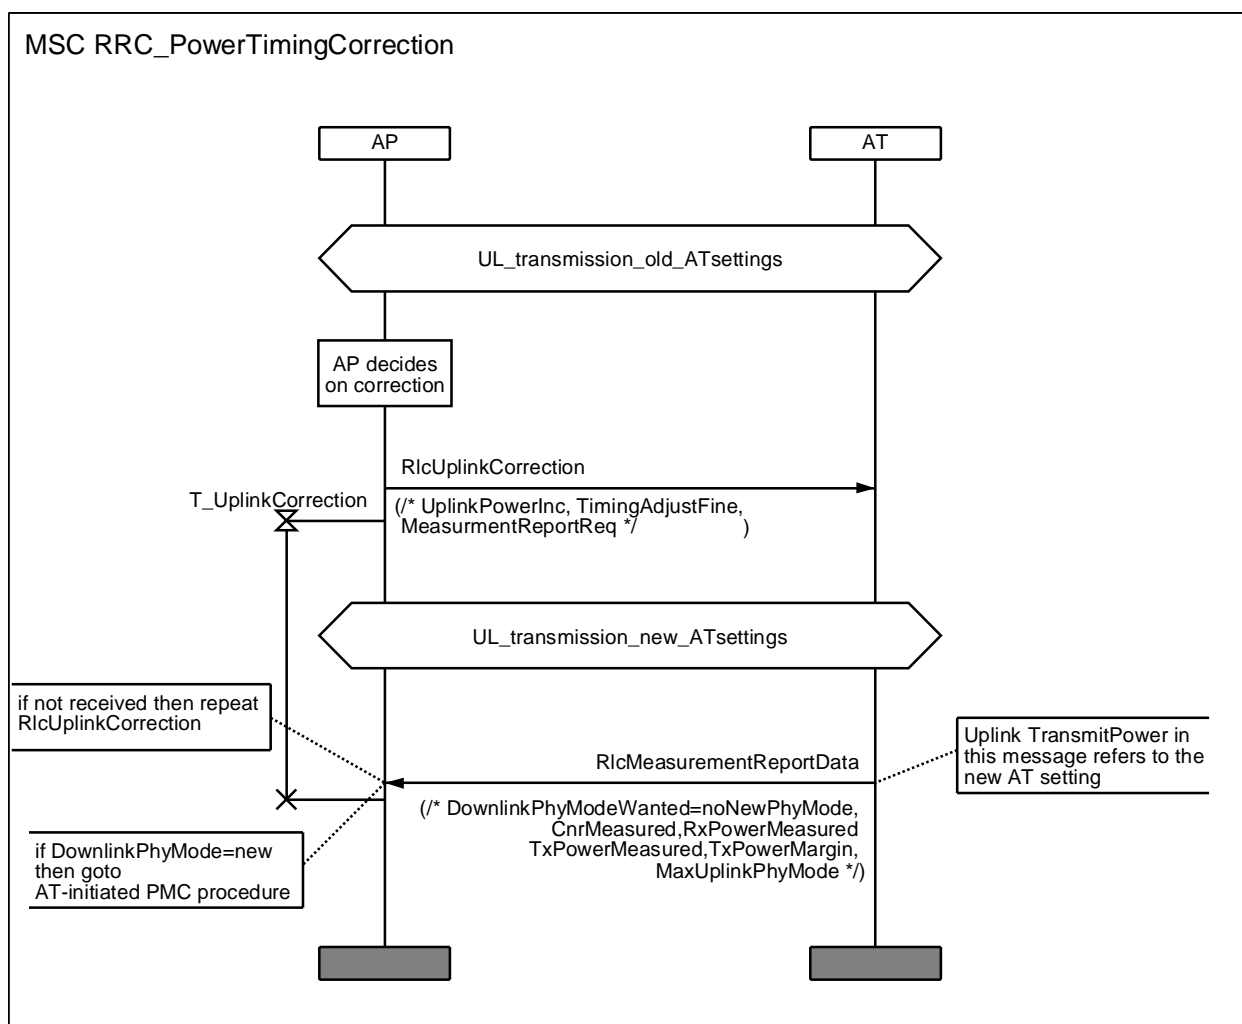 MSC RRC_PowerTimingCorrection
AP
AT
UL_transmission_old_ATsettings
AP decides
on correction
RlcUplinkCorrection
T_UplinkCorrection
(/* UplinkPowerInc, TimingAdjustFine,
MeasurmentReportReq */ )
UL_transmission_new_ATsettings
if not received then repeat
RlcUplinkCorrection
Uplink TransmitPower in
this message refers to the
new AT setting
RlcMeasurementReportData
(/* DownlinkPhyModeWanted=noNewPhyMode,
CnrMeasured,RxPowerMeasured
TxPowerMeasured,TxPowerMargin,
MaxUplinkPhyMode */)
if DownlinkPhyMode=new
then goto
AT-initiated PMC procedure